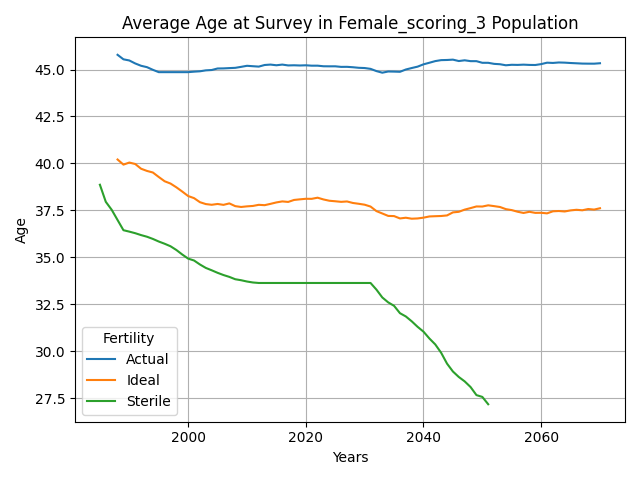 Average Age at Survey in Female_scoring_3 Population
Age
45.0
42.5
40.0
37.5
35.0
32.5
30.0
27.5
Fertility
Actual
Ideal
Sterile
2000
2020
2040
2060
Years